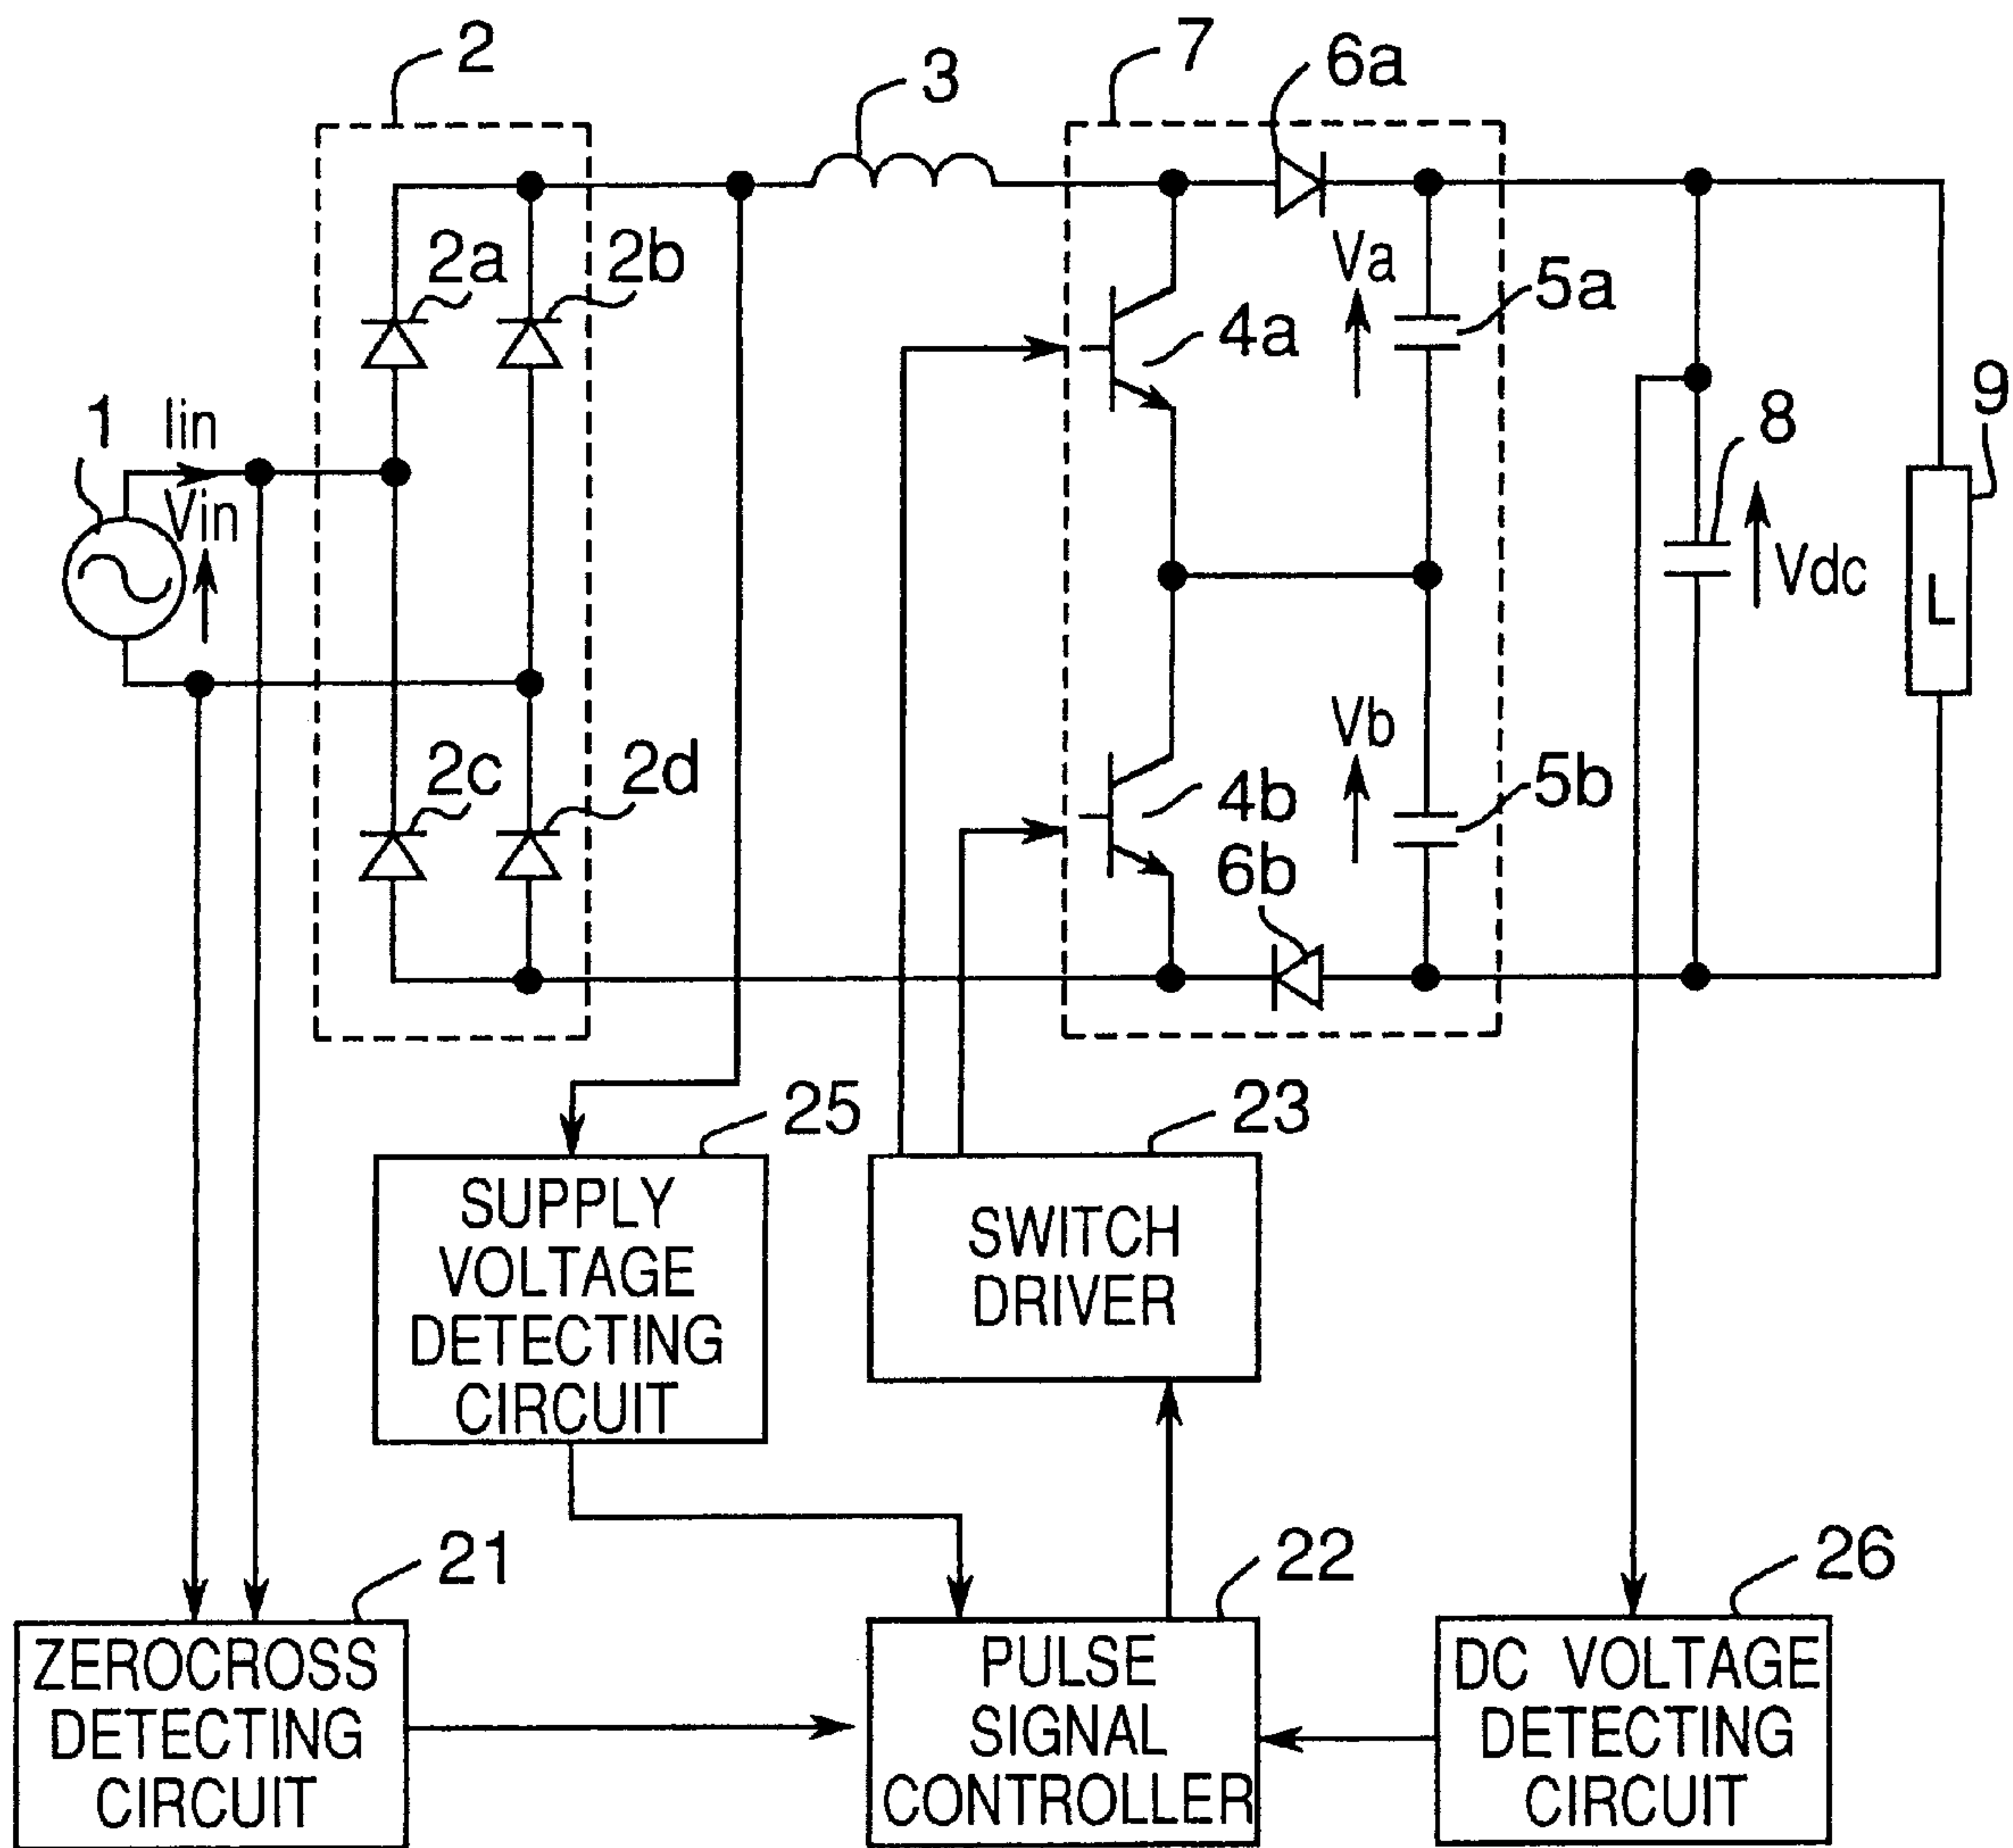 2
3
7
6a
2a
2b
Va
5a
4a
1
Iin
Vin
8
9
Vdc
L
Vb
2c
2d
4b
5b
6b
25
23
SUPPLY
VOLTAGE
DETECTING
CIRCUIT
SWITCH
DRIVER
21
22
26
ZEROCROSS
DETECTING
CIRCUIT
PULSE
SIGNAL
CONTROLLER
DC VOLTAGE
DETECTING
CIRCUIT